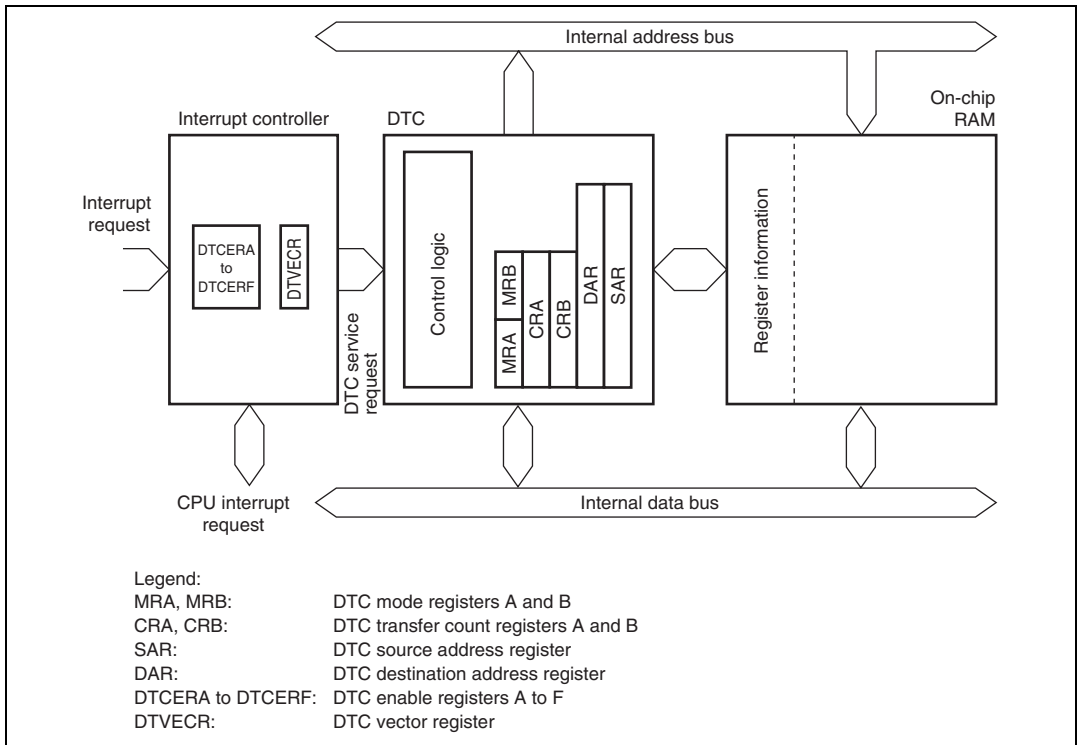 Internal address bus
Interrupt controller
DTC
On-chip
RAM
Interrupt
request
DTCERA
to
DTCERF
DTVECR
DTC service
request
Control logic
MRA
MRB
CRA
CRB
DAR
SAR
Register information
CPU interrupt
request
Internal data bus
Legend:
MRA, MRB: DTC mode registers A and B
CRA, CRB: DTC transfer count registers A and B
SAR: DTC source address register
DAR: DTC destination address register
DTCERA to DTCERF: DTC enable registers A to F
DTVECR: DTC vector register